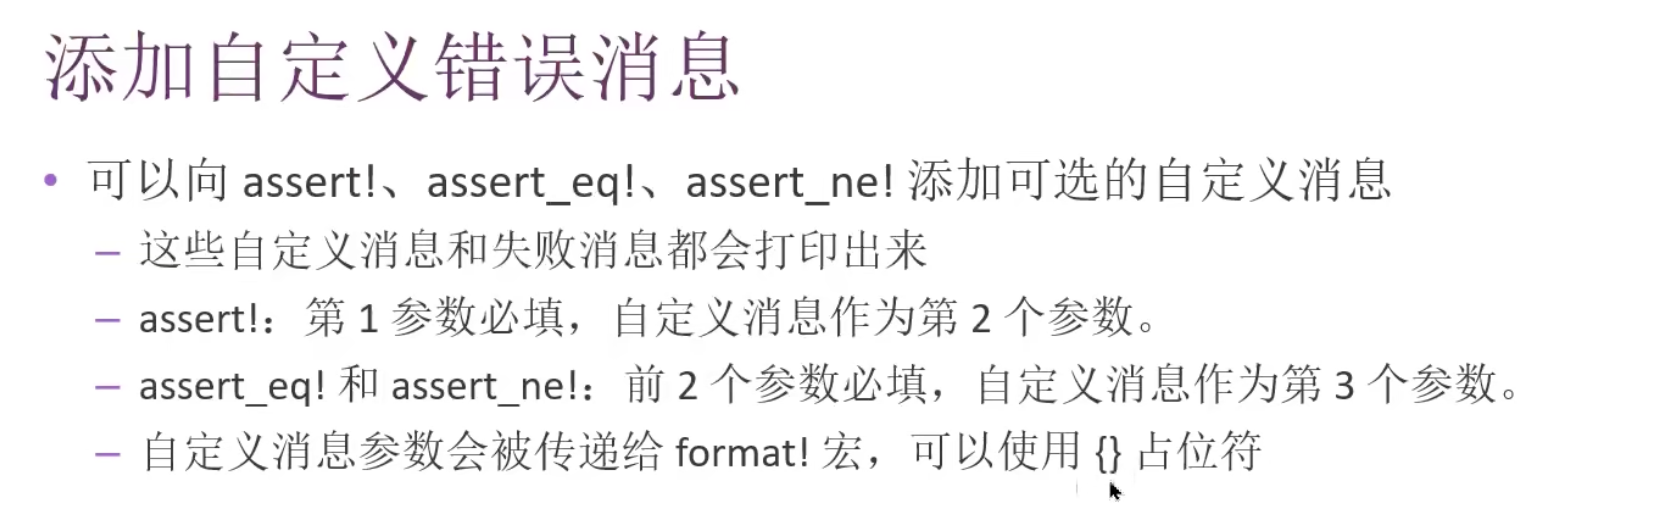 添加自定义错误消息
• 可以向 assert!、assert_eq!、assert_ne! 添加可选的自定义消息
– 这些自定义消息和失败消息都会打印出来
– assert!：第 1 参数必填，自定义消息作为第 2 个参数。
– assert_eq! 和 assert_ne!：前 2 个参数必填，自定义消息作为第 3 个参数。
– 自定义消息参数会被传递给 format! 宏，可以使用 {} 占位符